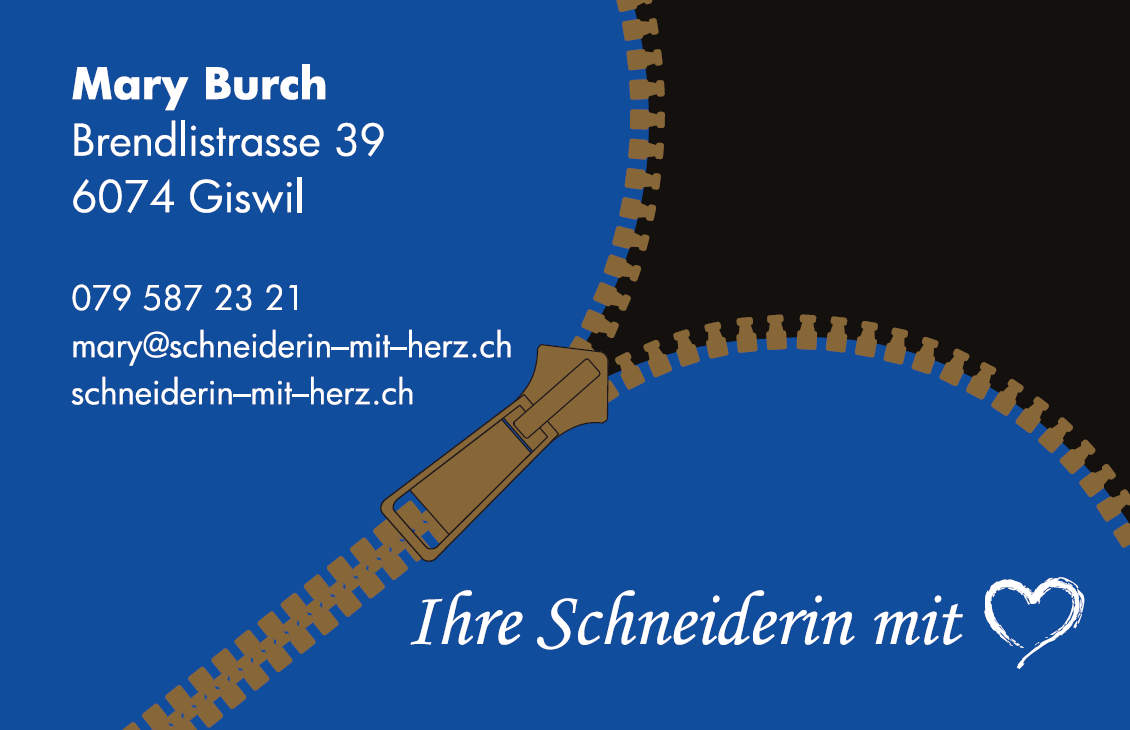 Mary Burch
Brendlistrasse 39
6074 Giswil
079 587 23 21
mary@schneiderin–mit–herz.ch
schneiderin–mit–herz.ch
Ihre Schneiderin mit